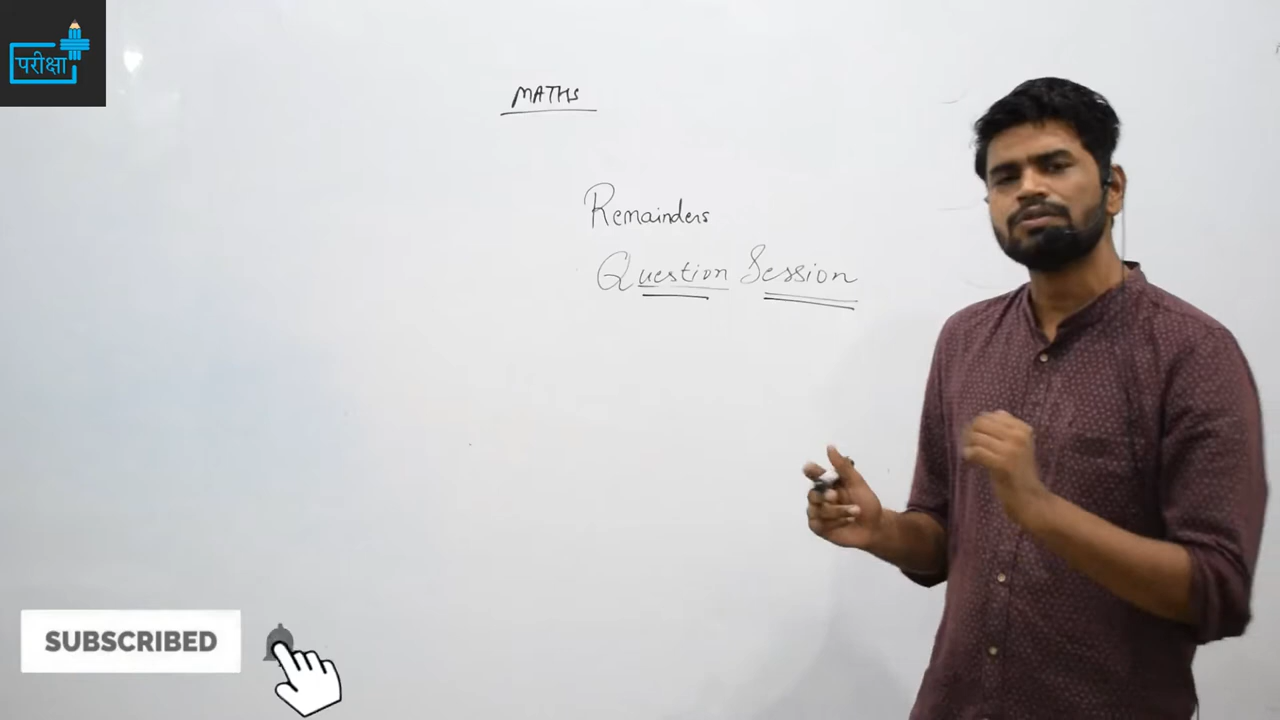 परीक्षा
MATHS
Remainders
Question Session
SUBSCRIBED